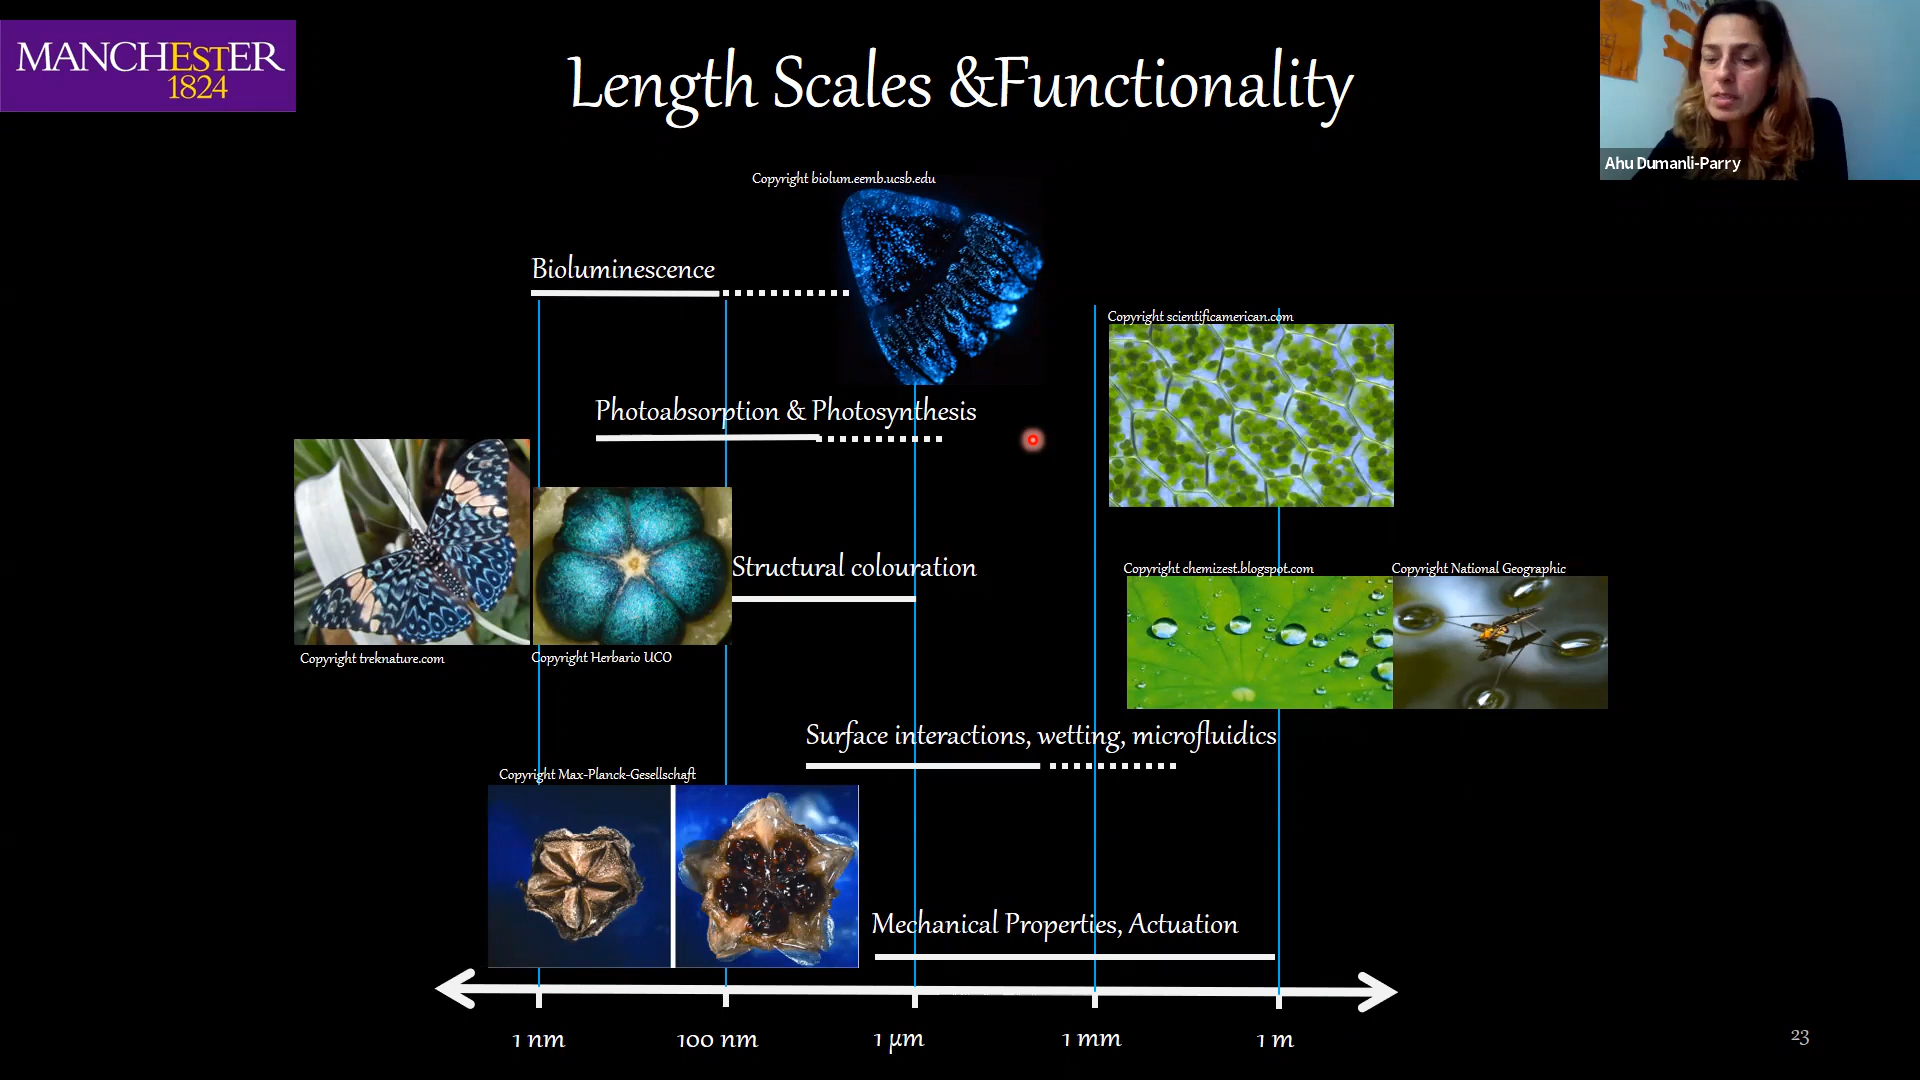 MANCHESTER
1824
Length Scales &Functionality
Ahu Dumanli-Parry
Copyright biolum.eemb.ucsb.edu
Bioluminescence
Copyright scientificamerican.com
Photoabsorption & Photosynthesis
Structural colouration
Copyright chemizest.blogspot.com
Copyright National Geographic
Copyright treknature.com
Copyright Herbario UCO
Surface interactions, wetting, microfluidics
Copyright Max-Planck-Gesellschaft
Mechanical Properties, Actuation
1 nm
100 nm
1 µm
1 mm
1 m
23